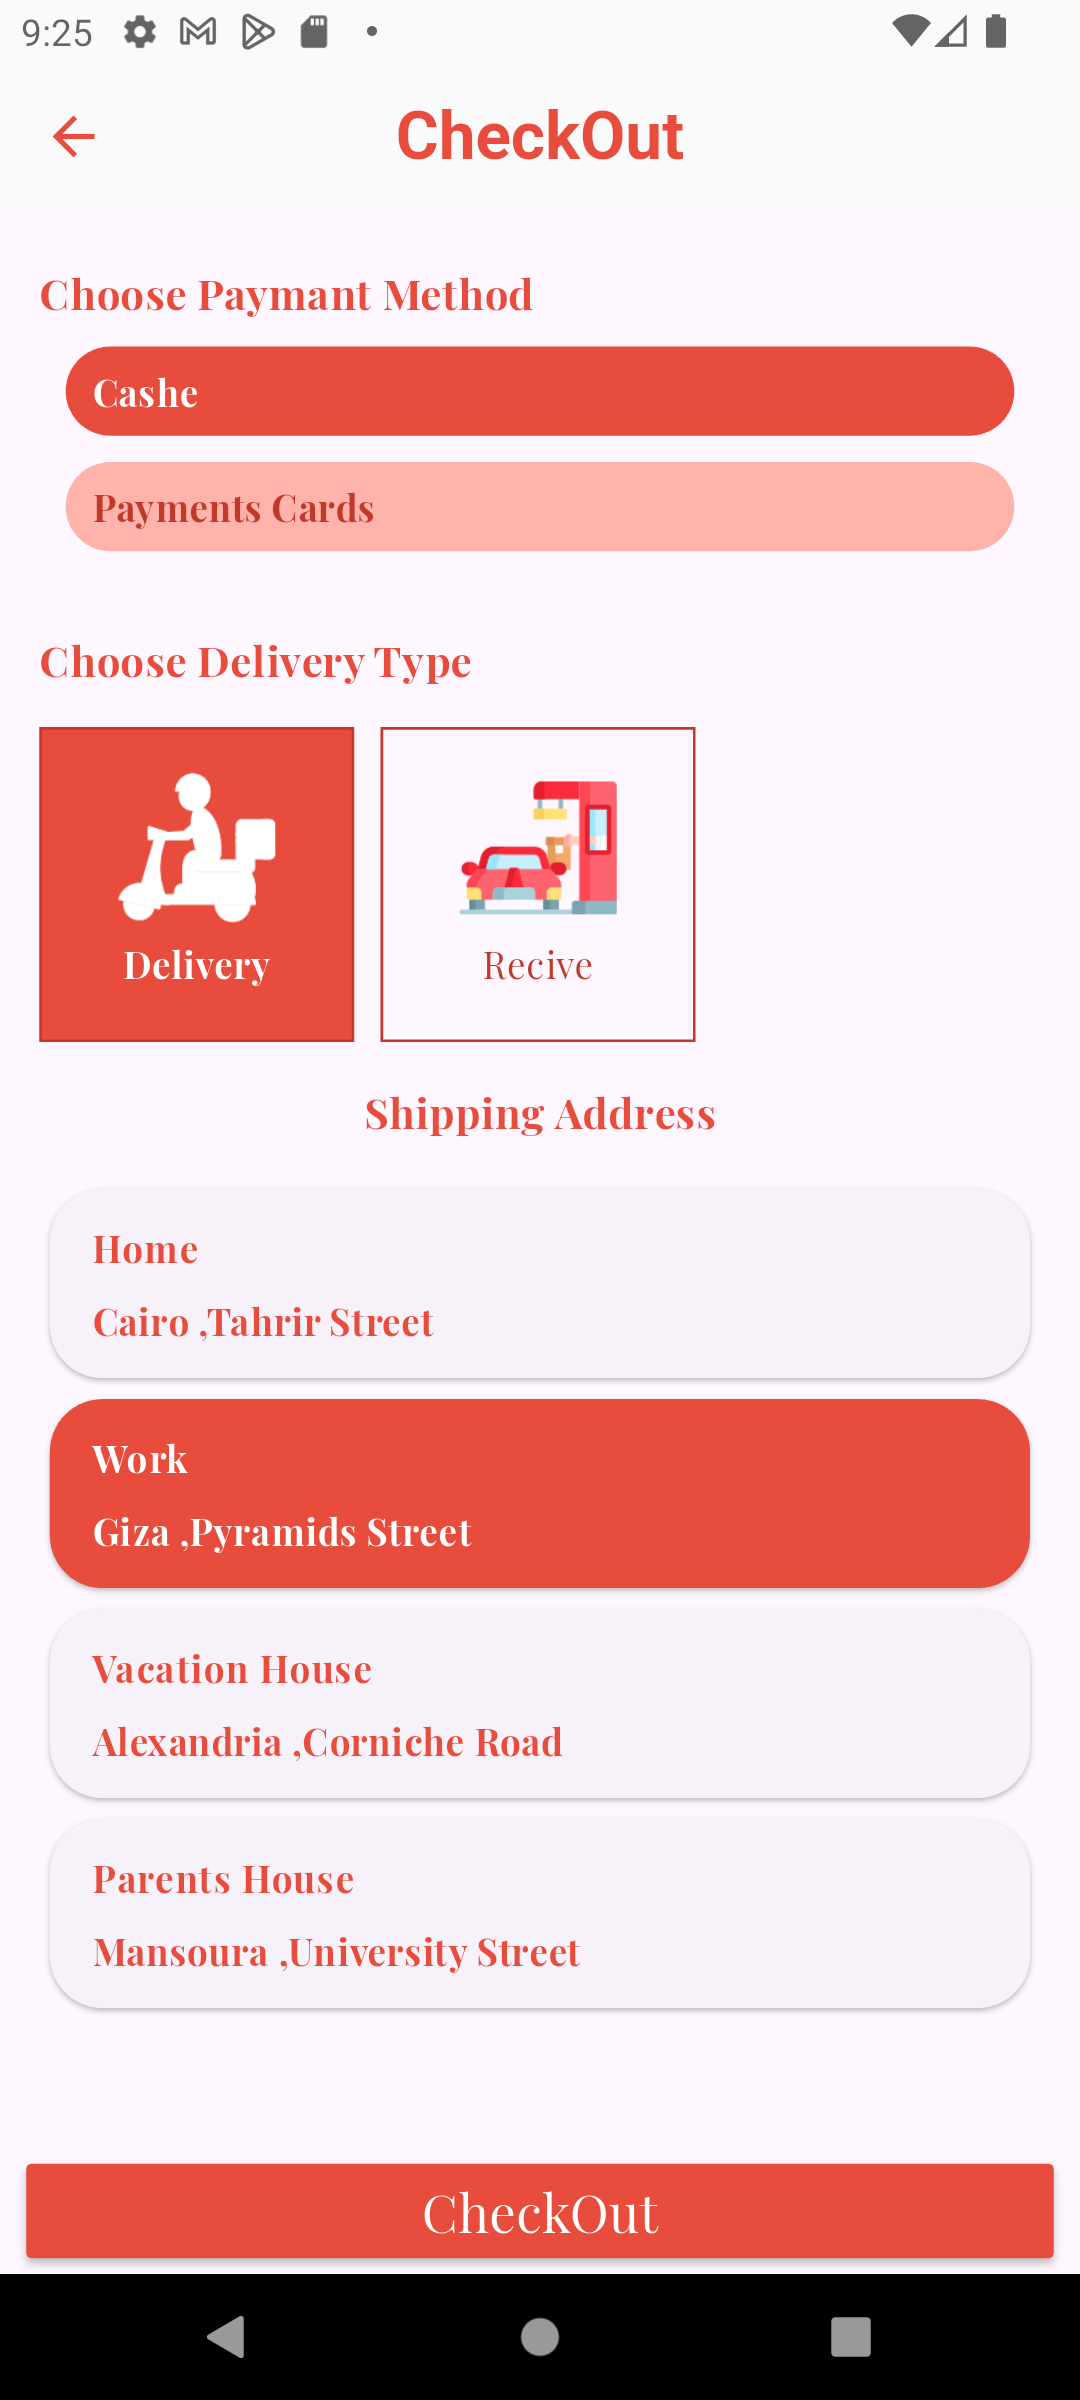 9:25
CheckOut
Choose Paymant Method
Cashe
Payments Cards
Choose Delivery Type
Delivery
Recive
Shipping Address
Home
Cairo ,Tahrir Street
Work
Giza ,Pyramids Street
Vacation House
Alexandria ,Corniche Road
Parents House
Mansoura ,University Street
CheckOut